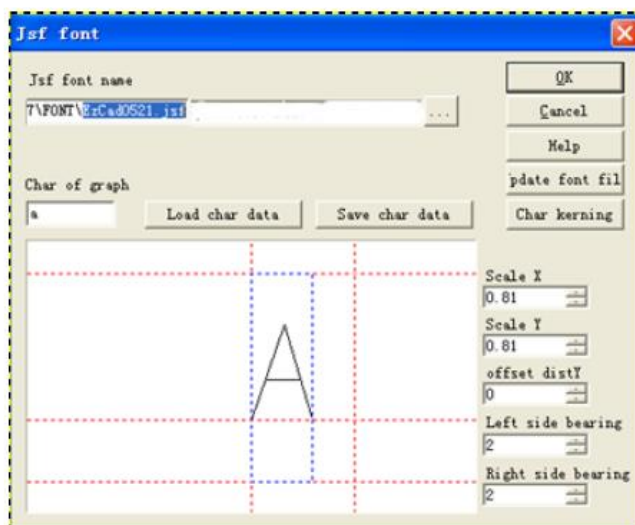 Jsf font
Jsf font name
7\FONT\EzCad0521.jsf
...
OK
Cancel
Help
pdate font fil
Char kerning
Char of graph
a
Load char data
Save char data
A
Scale X
0.81
Scale Y
0.81
offset distY
0
Left side bearing
2
Right side bearing
2